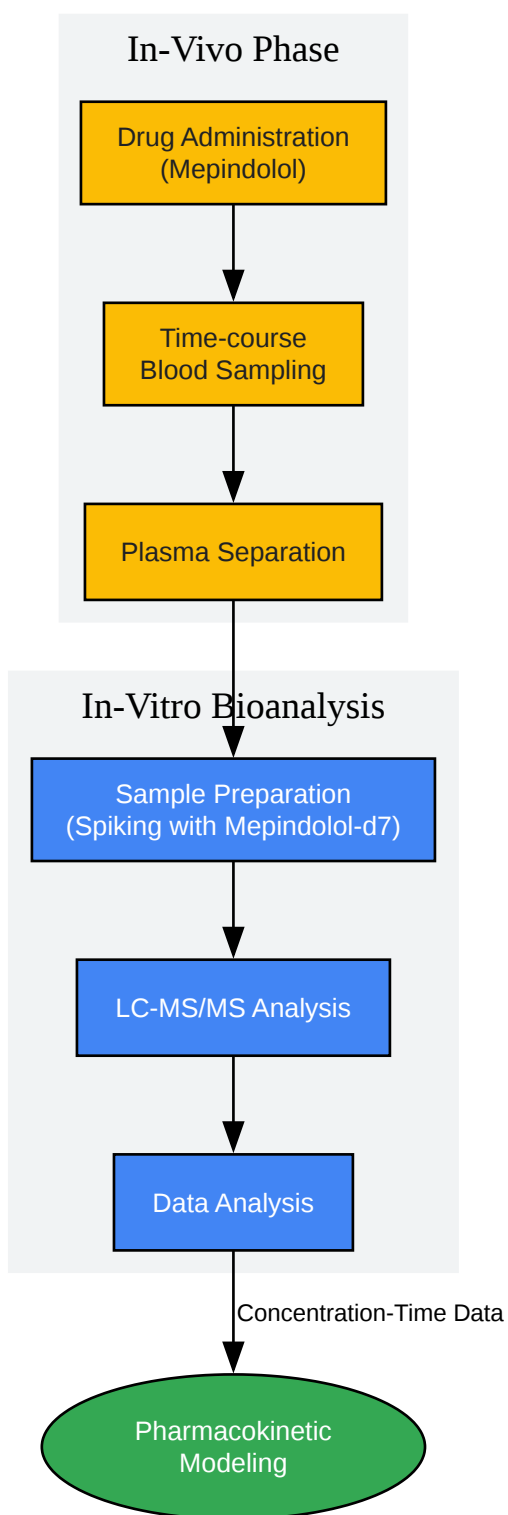 In-Vivo Phase
Drug Administration
(Mepindolol)
Time-course
Blood Sampling
Plasma Separation
In-Vitro Bioanalysis
Sample Preparation
(Spiking with Mepindolol-d7)
LC-MS/MS Analysis
Data Analysis
Concentration-Time Data
Pharmacokinetic
Modeling